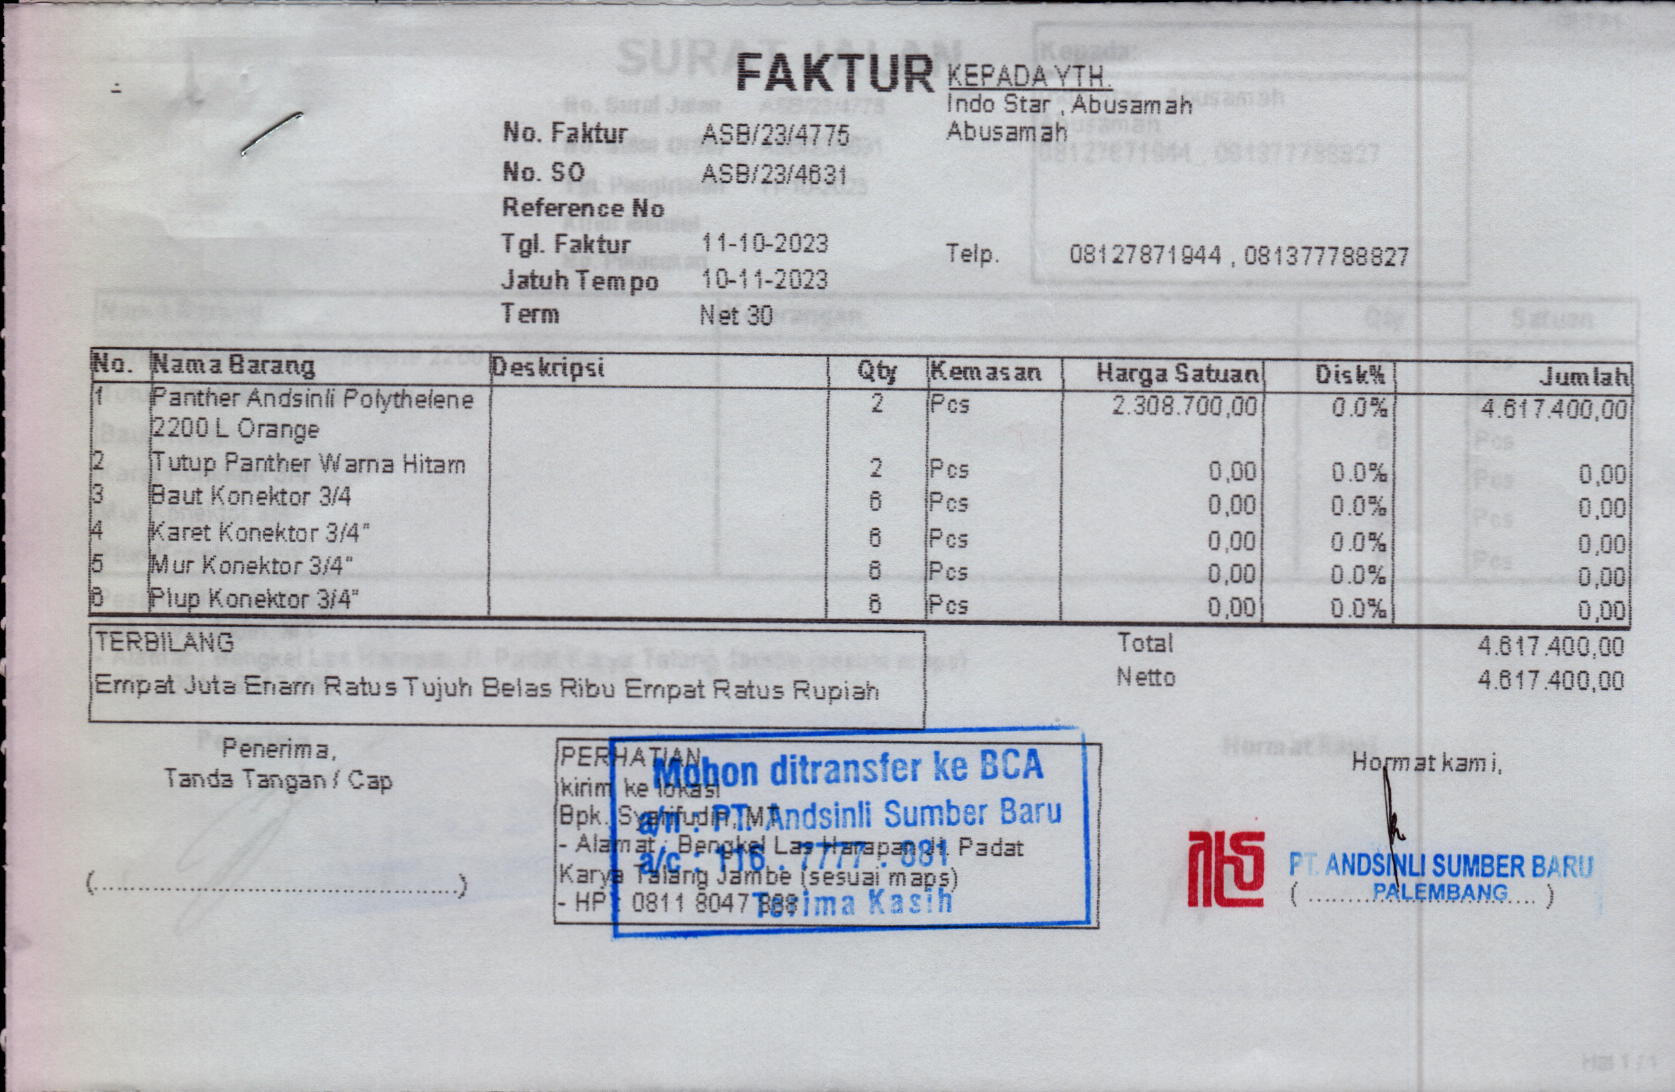 FAKTUR
KEPADA YTH.
Indo Star , Abusamah
Abusamah
No. Faktur ASB/23/4775
No. SO ASB/23/4631
Reference No
Tgl. Faktur 11-10-2023
Telp. 08127871944 , 081377788827
Jatuh Tempo 10-11-2023
Term Net 30
No. Nama Barang Deskripsi Qty Kemasan Harga Satuan Disk% Jumlah
1 Panther Andsinli Polythelene 2 Pcs 2.308.700,00 0.0% 4.617.400,00
2200 L Orange
2 Tutup Panther Warna Hitam 2 Pcs 0,00 0.0% 0,00
3 Baut Konektor 3/4 6 Pcs 0,00 0.0% 0,00
4 Karet Konektor 3/4" 6 Pcs 0,00 0.0% 0,00
5 Mur Konektor 3/4" 6 Pcs 0,00 0.0% 0,00
6 Plup Konektor 3/4" 6 Pcs 0,00 0.0% 0,00
TERBILANG
Empat Juta Enam Ratus Tujuh Belas Ribu Empat Ratus Rupiah
Total 4.617.400,00
Netto 4.617.400,00
Penerima,
Tanda Tangan / Cap
(........................................................)
PERHATIAN
kirim ke lokasi
Bpk. Syarifudin, MT
- Alamat : Bengkel Las Harapan Jl. Padat
Karya Talang Jambe (sesuai maps)
- HP : 0811 8047 888
Mohon ditransfer ke BCA
a/n : PT. Andsinli Sumber Baru
a/c : 116 . 7777 . 881
Terima Kasih
Hormat kami,
PT. ANDSINLI SUMBER BARU
PALEMBANG